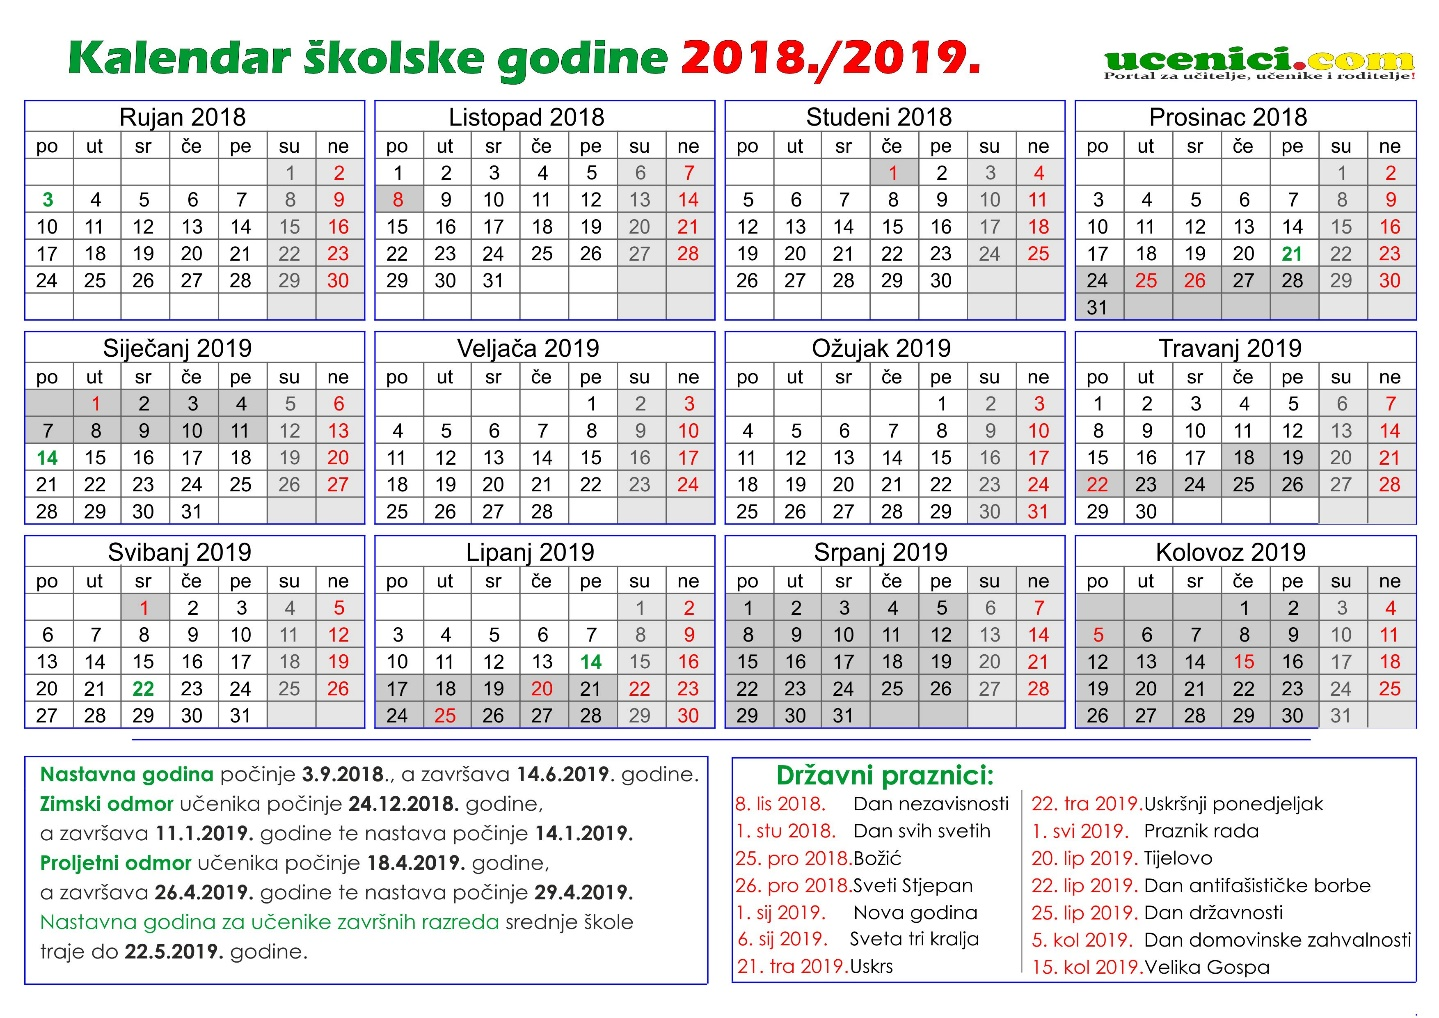 Kalendar školske godine 2018./2019.
ucenici.com
Portal za učitelje, učenike i roditelje!
Rujan 2018
po ut sr če pe su ne
1 2
3 4 5 6 7 8 9
10 11 12 13 14 15 16
17 18 19 20 21 22 23
24 25 26 27 28 29 30
Listopad 2018
po ut sr če pe su ne
1 2 3 4 5 6 7
8 9 10 11 12 13 14
15 16 17 18 19 20 21
22 23 24 25 26 27 28
29 30 31
Studeni 2018
po ut sr če pe su ne
1 2 3 4
5 6 7 8 9 10 11
12 13 14 15 16 17 18
19 20 21 22 23 24 25
26 27 28 29 30
Prosinac 2018
po ut sr če pe su ne
1 2
3 4 5 6 7 8 9
10 11 12 13 14 15 16
17 18 19 20 21 22 23
24 25 26 27 28 29 30
31
Siječanj 2019
po ut sr če pe su ne
1 2 3 4 5 6
7 8 9 10 11 12 13
14 15 16 17 18 19 20
21 22 23 24 25 26 27
28 29 30 31
Veljača 2019
po ut sr če pe su ne
1 2 3
4 5 6 7 8 9 10
11 12 13 14 15 16 17
18 19 20 21 22 23 24
25 26 27 28
Ožujak 2019
po ut sr če pe su ne
1 2 3
4 5 6 7 8 9 10
11 12 13 14 15 16 17
18 19 20 21 22 23 24
25 26 27 28 29 30 31
Travanj 2019
po ut sr če pe su ne
1 2 3 4 5 6 7
8 9 10 11 12 13 14
15 16 17 18 19 20 21
22 23 24 25 26 27 28
29 30
Svibanj 2019
po ut sr če pe su ne
1 2 3 4 5
6 7 8 9 10 11 12
13 14 15 16 17 18 19
20 21 22 23 24 25 26
27 28 29 30 31
Lipanj 2019
po ut sr če pe su ne
1 2
3 4 5 6 7 8 9
10 11 12 13 14 15 16
17 18 19 20 21 22 23
24 25 26 27 28 29 30
Srpanj 2019
po ut sr če pe su ne
1 2 3 4 5 6 7
8 9 10 11 12 13 14
15 16 17 18 19 20 21
22 23 24 25 26 27 28
29 30 31
Kolovoz 2019
po ut sr če pe su ne
1 2 3 4
5 6 7 8 9 10 11
12 13 14 15 16 17 18
19 20 21 22 23 24 25
26 27 28 29 30 31
Nastavna godina počinje 3.9.2018., a završava 14.6.2019. godine.
Zimski odmor učenika počinje 24.12.2018. godine,
a završava 11.1.2019. godine te nastava počinje 14.1.2019.
Proljetni odmor učenika počinje 18.4.2019. godine,
a završava 26.4.2019. godine te nastava počinje 29.4.2019.
Nastavna godina za učenike završnih razreda srednje škole
traje do 22.5.2019. godine.
Državni praznici:
8. lis 2018. Dan nezavisnosti
1. stu 2018. Dan svih svetih
25. pro 2018. Božić
26. pro 2018. Sveti Stjepan
1. sij 2019. Nova godina
6. sij 2019. Sveta tri kralja
21. tra 2019. Uskrs
22. tra 2019. Uskršnji ponedjeljak
1. svi 2019. Praznik rada
20. lip 2019. Tijelovo
22. lip 2019. Dan antifašističke borbe
25. lip 2019. Dan državnosti
5. kol 2019. Dan domovinske zahvalnosti
15. kol 2019. Velika Gospa